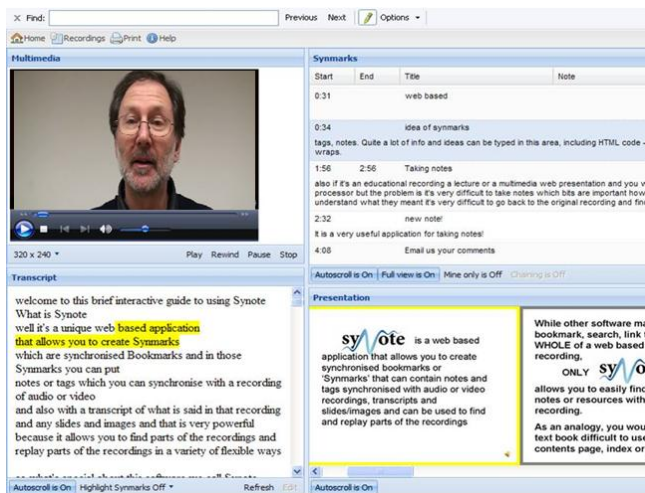 X Find:
Previous Next Options
Home Recordings Print Help
Multimedia
320 x 240
Play Rewind Pause Stop
Transcript
welcome to this brief interactive guide to using Synote
What is Synote
well it's a unique web based application
that allows you to create Synmarks
which are synchronised Bookmarks and in those
Synmarks you can put
notes or tags which you can synchronise with a recording
of audio or video
and also with a transcript of what is said in that recording
and any slides and images and that is very powerful
because it allows you to find parts of the recordings and
replay parts of the recordings in a variety of flexible ways
so what's special about this software we call Synote
Autoscroll is On Highlight Synmarks Off Refresh Edit
Synmarks
Start End Title Note
0:31 web based
0:34 idea of synmarks
tags, notes. Quite a lot of info and ideas can be typed in this area, including HTML code -
wraps.
1:56 2:56 Taking notes
also if it's an educational recording a lecture or a multimedia web presentation and you w
processor but the problem is it's very difficult to take notes which bits are important how
understand what they meant it's very difficult to go back to the original recording and find
2:32 new note!
It is a very useful application for taking notes!
4:08 Email us your comments
Autoscroll is On Full view is On Mine only is Off Chairing is Off
Presentation
syNote is a web based
application that allows you to create
synchronised bookmarks or
'Synmarks' that can contain notes and
tags synchronised with audio or video
recordings, transcripts and
slides/images and can be used to find
and replay parts of the recordings
While other software ma
bookmark, search, link
WHOLE of a web based
recording,
ONLY syNo
allows you to easily find
notes or resources with
recording.
As an analogy, you wou
text book difficult to use
contents page, index or
Autoscroll is On